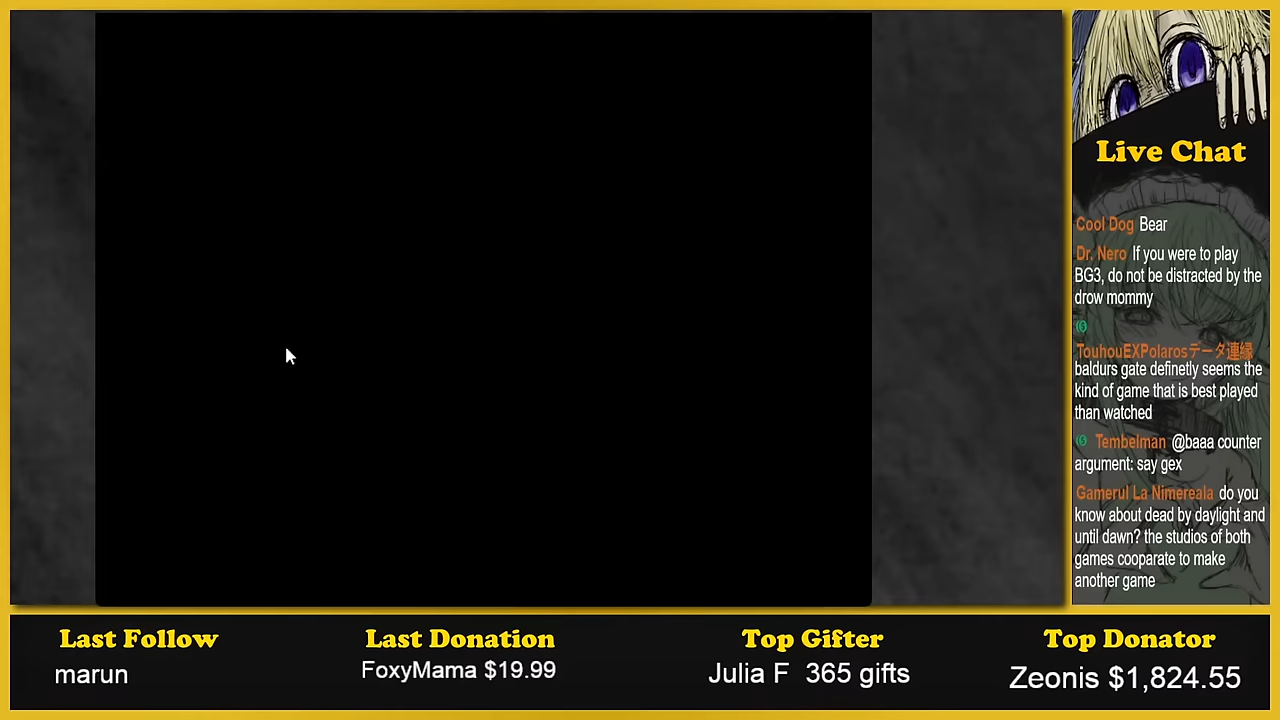 Live Chat
Cool Dog Bear
Dr. Nero If you were to play
BG3, do not be distracted by the
drow mommy
TouhouEXPolarosデータ連縁
baldurs gate definetly seems the
kind of game that is best played
than watched
Tembelman @baaa counter
argument: say gex
Gamerul La Nimereala do you
know about dead by daylight and
until dawn? the studios of both
games cooparate to make
another game
Last Follow
marun
Last Donation
FoxyMama $19.99
Top Gifter
Julia F 365 gifts
Top Donator
Zeonis $1,824.55